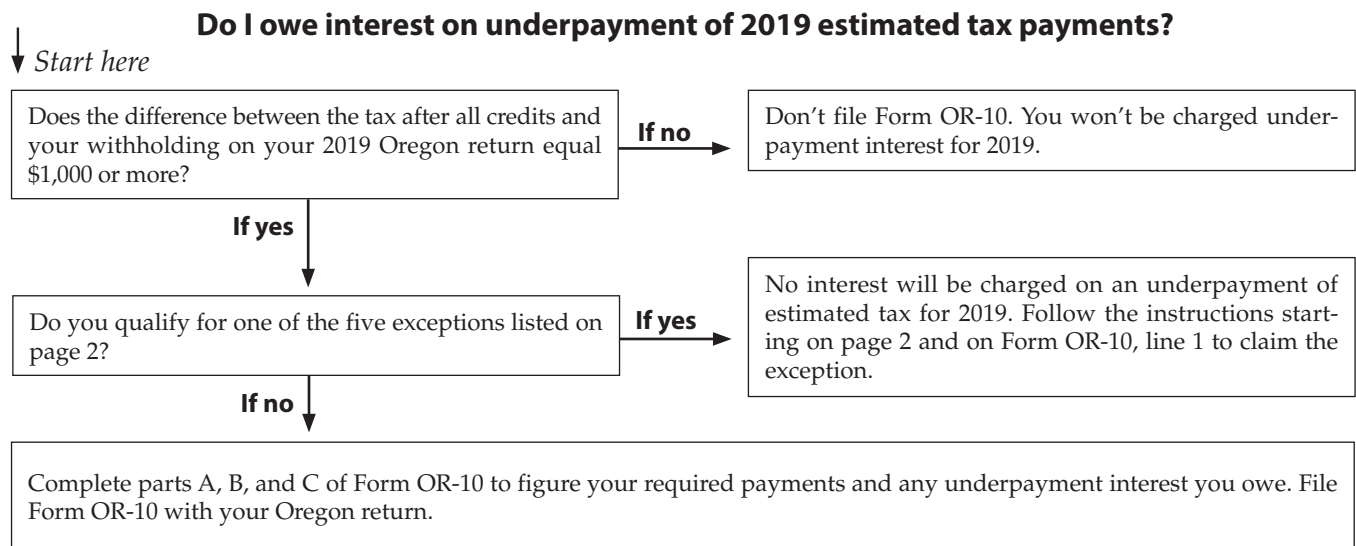 Do I owe interest on underpayment of 2019 estimated tax payments?
Start here
Does the difference between the tax after all credits and
your withholding on your 2019 Oregon return equal
$1,000 or more?
If no
Don't file Form OR-10. You won't be charged under-
payment interest for 2019.
If yes
Do you qualify for one of the five exceptions listed on
page 2?
If yes
No interest will be charged on an underpayment of
estimated tax for 2019. Follow the instructions start-
ing on page 2 and on Form OR-10, line 1 to claim the
exception.
If no
Complete parts A, B, and C of Form OR-10 to figure your required payments and any underpayment interest you owe. File
Form OR-10 with your Oregon return.